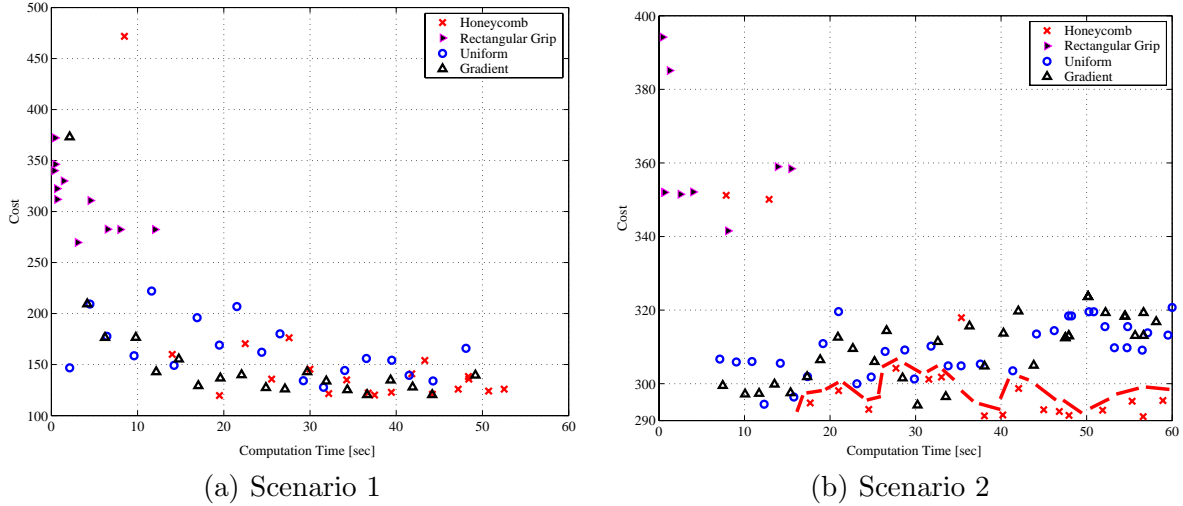 500
450
400
350
300
250
200
150
100
Cost
0
10
20
30
40
50
60
Computation Time [sec]
Honeycomb
Rectangular Grip
Uniform
Gradient
(a) Scenario 1
400
380
360
340
320
300
290
Cost
0
10
20
30
40
50
60
Computation Time [sec]
Honeycomb
Rectangular Grip
Uniform
Gradient
(b) Scenario 2